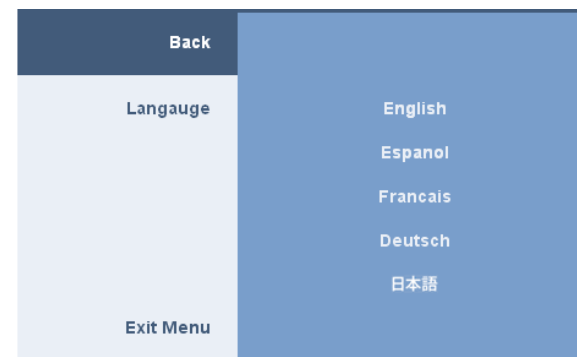 Back
Langauge
English
Espanol
Francais
Deutsch
日本語
Exit Menu